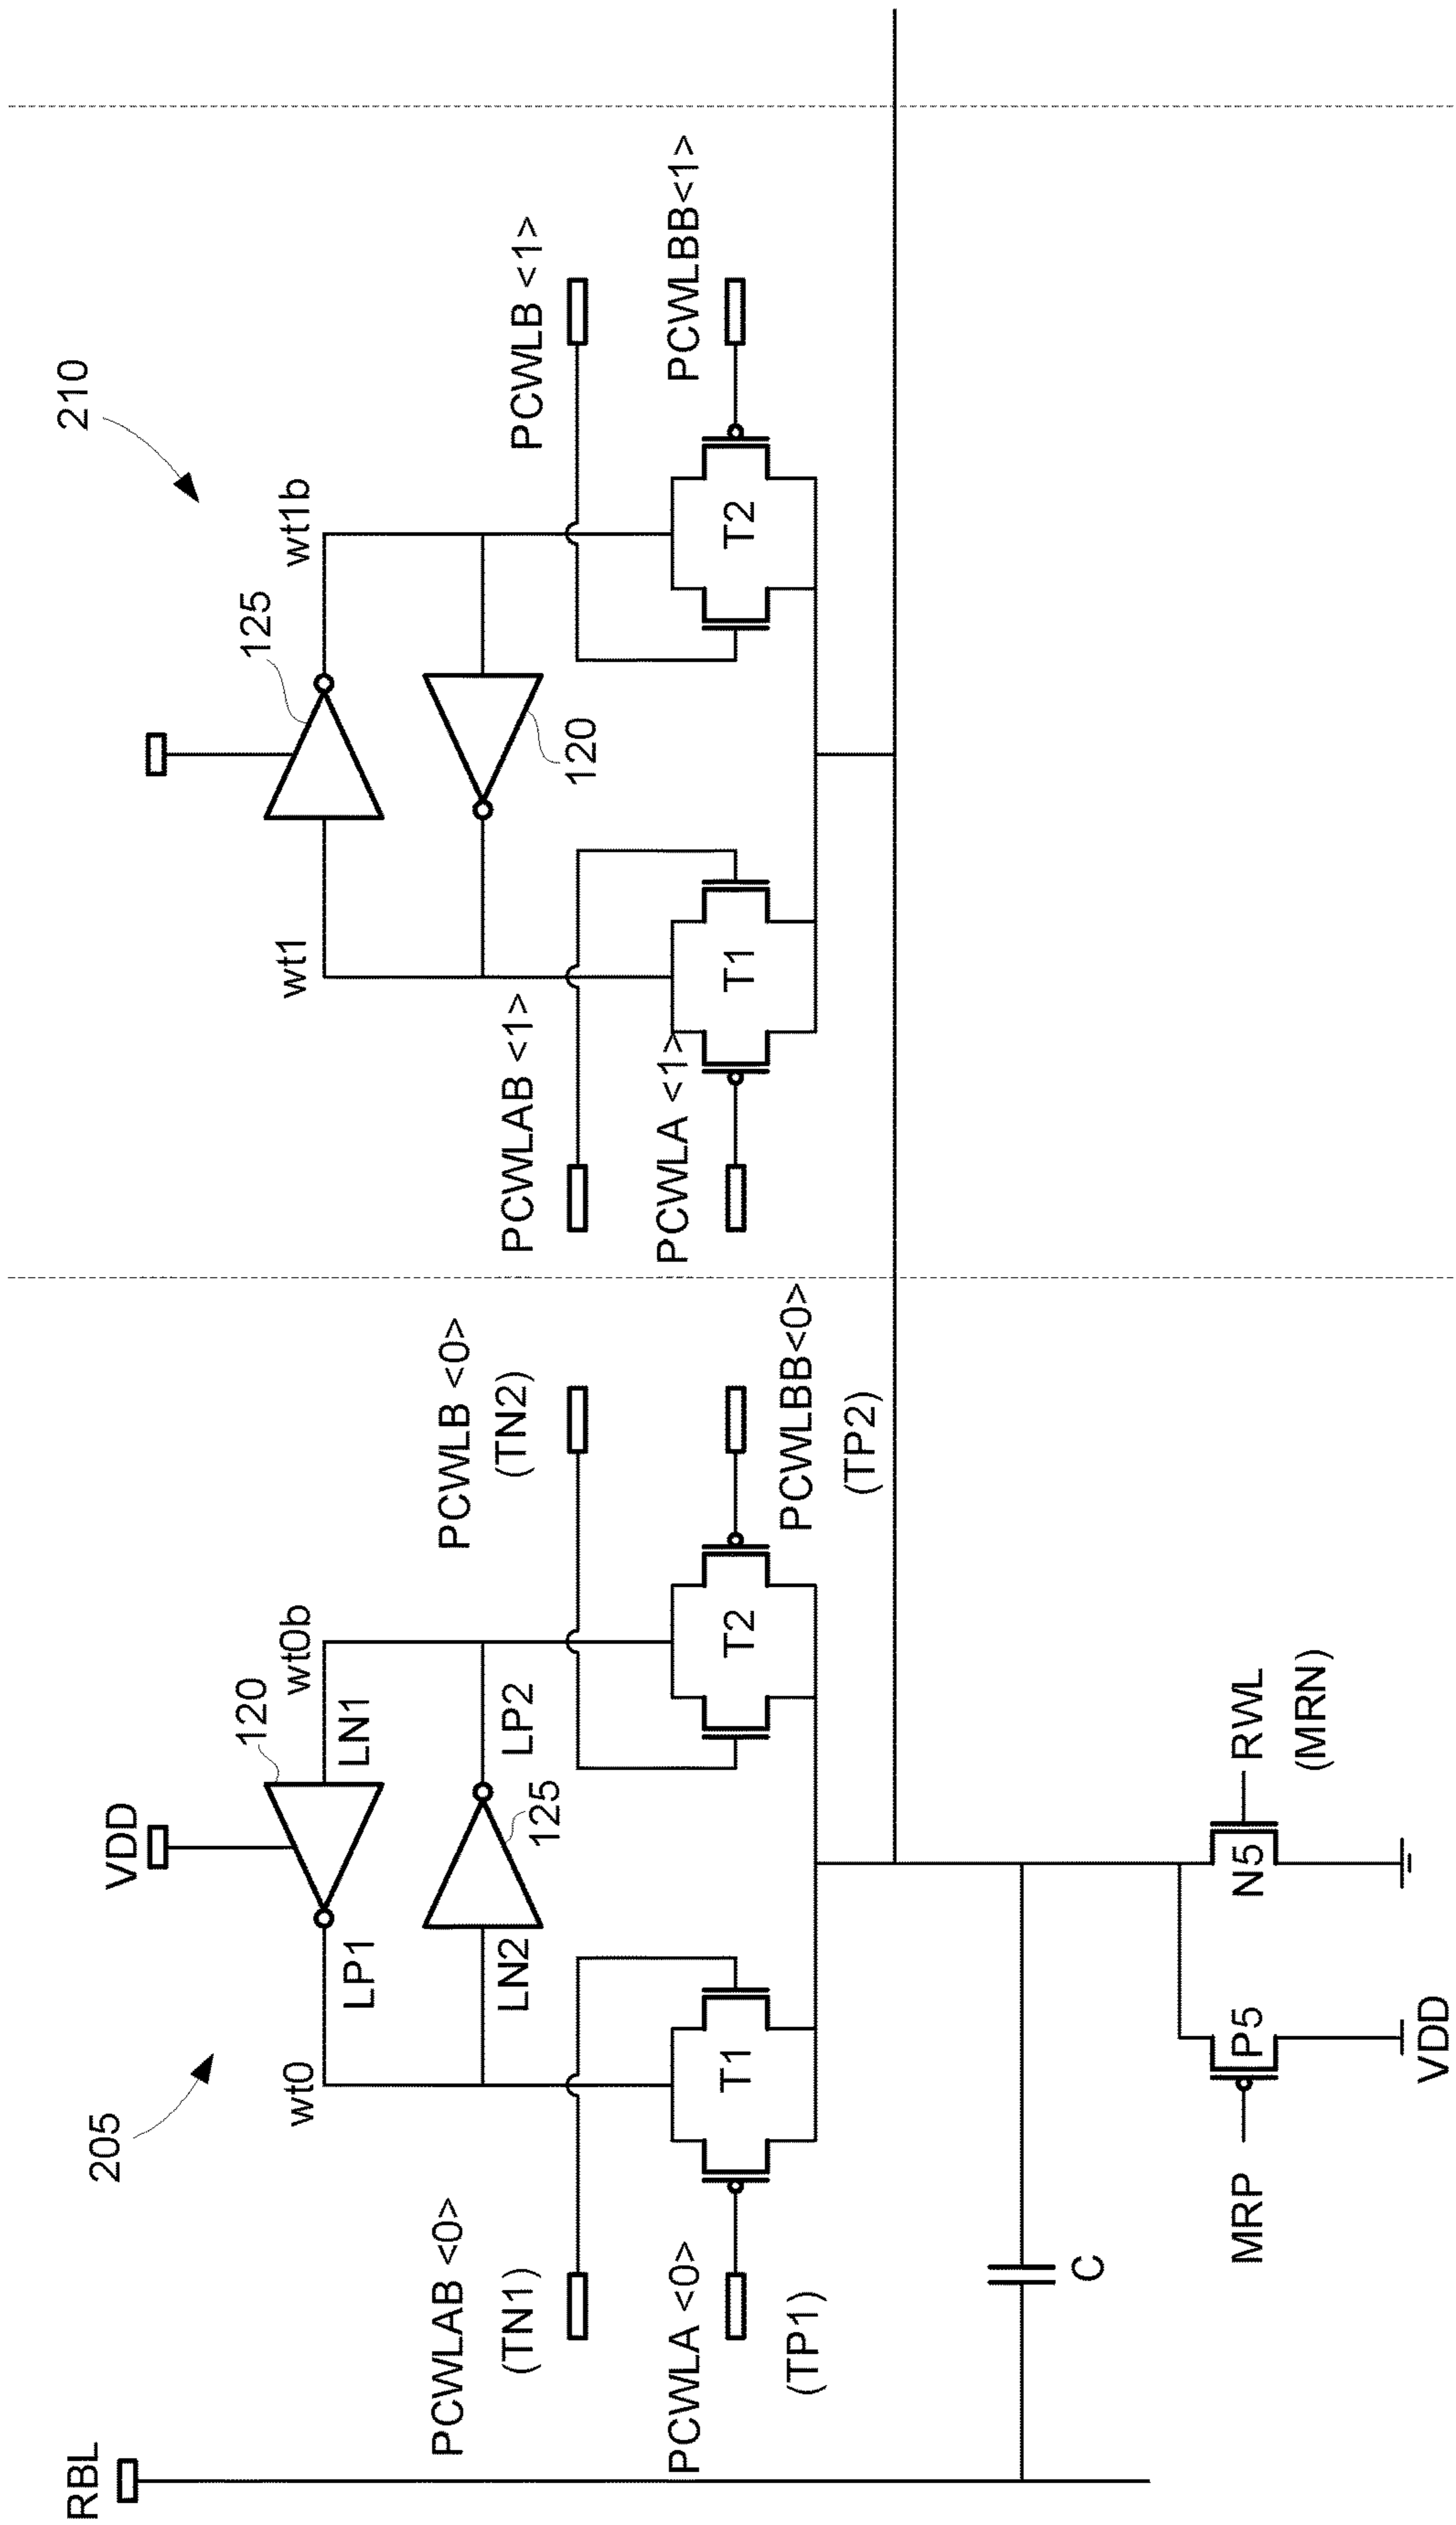 210
205
RBL
VDD
120
125
wt0
wt0b
LP1
LN1
LN2
LP2
125
120
wt1
wt1b
PCWLAB <0>
(TN1)
PCWLB <0>
(TN2)
PCWLAB <1>
PCWLB <1>
PCWLA <0>
(TP1)
T1
T2
PCWLBB<0>
(TP2)
PCWLA <1>
T1
T2
PCWLBB<1>
C
MRP
P5
N5
RWL
(MRN)
VDD